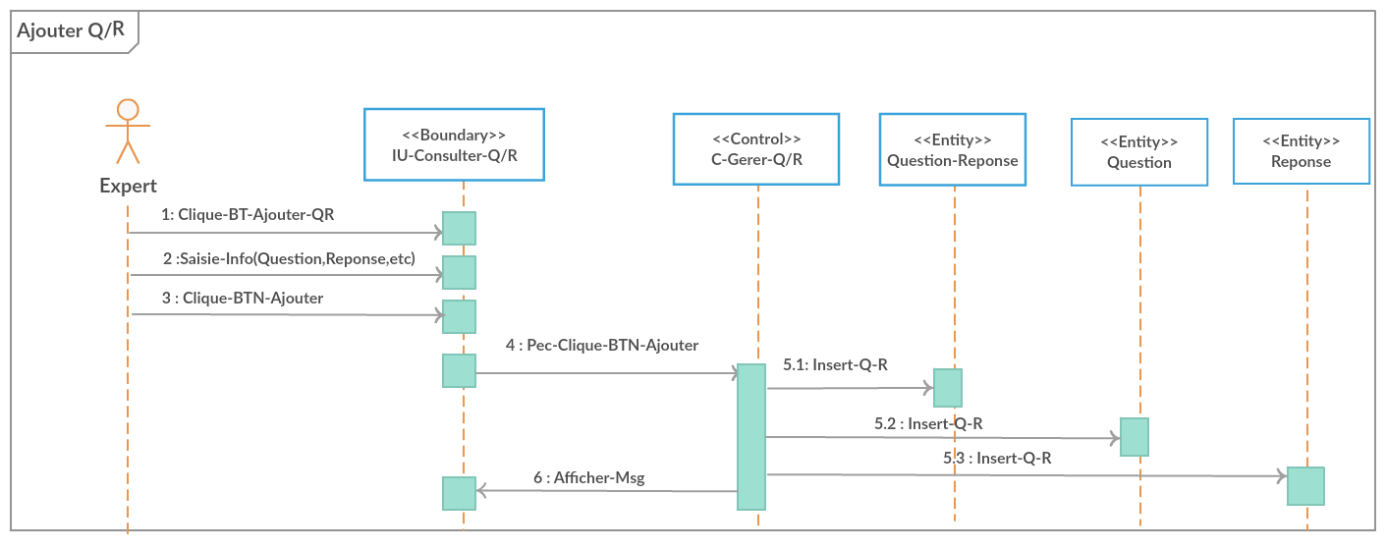 Ajouter Q/R
Expert
<<Boundary>>
IU-Consulter-Q/R
<<Control>>
C-Gerer-Q/R
<<Entity>>
Question-Reponse
<<Entity>>
Question
<<Entity>>
Reponse
1: Clique-BT-Ajouter-QR
2 :Saisie-Info(Question,Reponse,etc)
3 : Clique-BTN-Ajouter
4 : Pec-Clique-BTN-Ajouter
5.1: Insert-Q-R
5.2 : Insert-Q-R
5.3 : Insert-Q-R
6 : Afficher-Msg